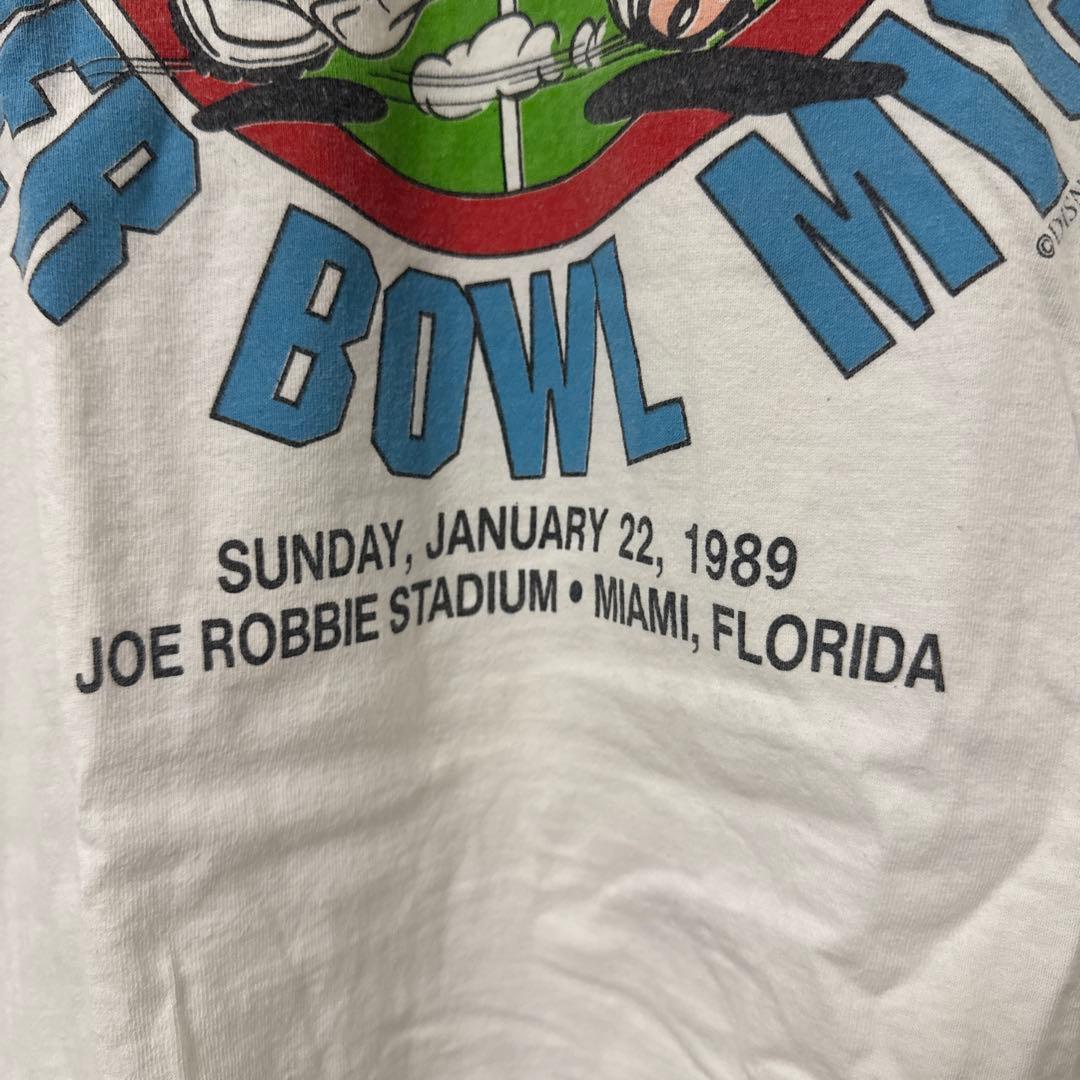 BOWL
SUNDAY, JANUARY 22, 1989
JOE ROBBIE STADIUM • MIAMI, FLORIDA